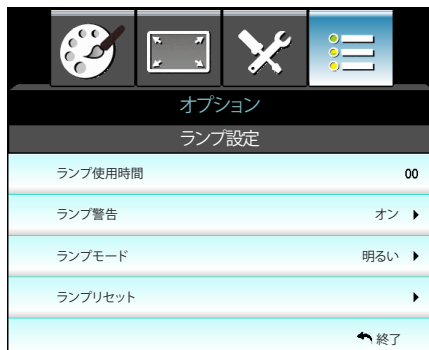 オプション
ランプ設定
ランプ使用時間 00
ランプ警告 オン
ランプモード 明るい
ランプリセット
終了